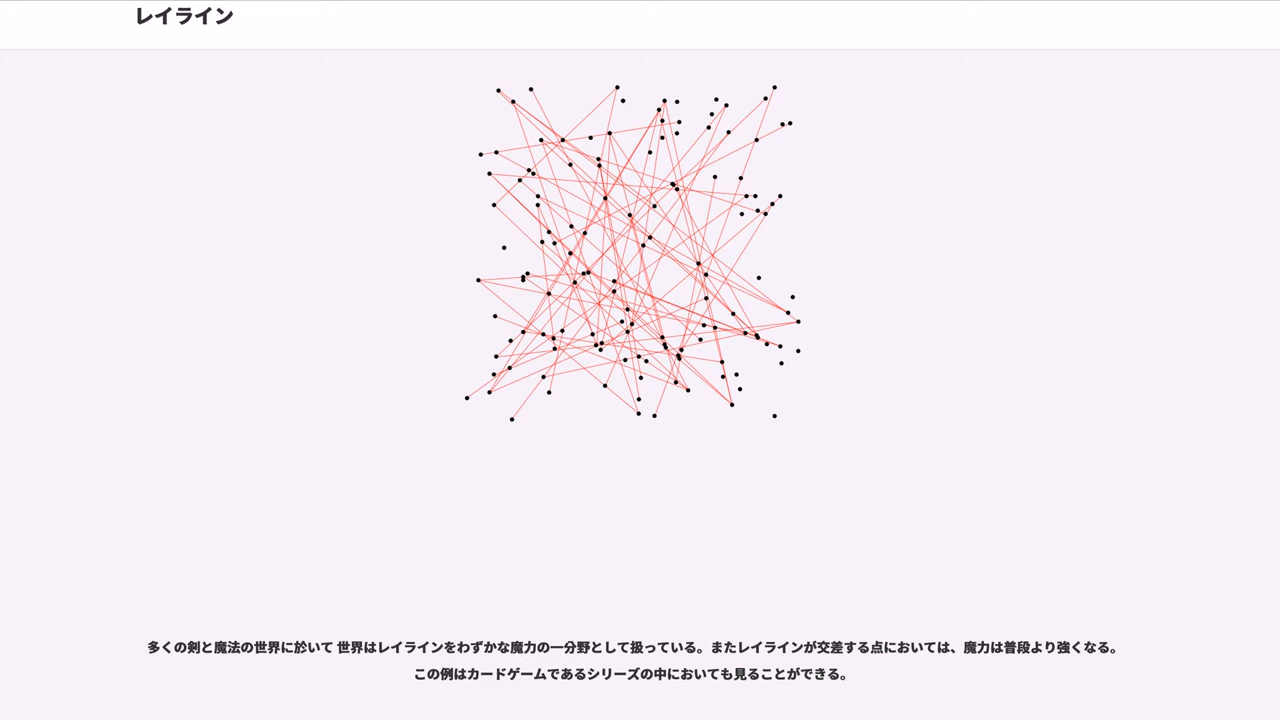 レイライン
多くの剣と魔法の世界に於いて 世界はレイラインをわずかな魔力の一分野として扱っている。またレイラインが交差する点においては、魔力は普段より強くなる。
この例はカードゲームであるシリーズの中においても見ることができる。